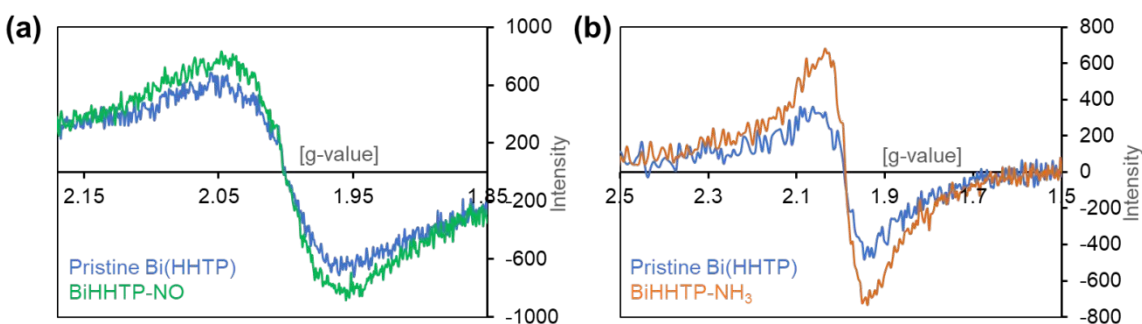 (a)
1000
600
200
-200
-600
-1000
Intensity
[g-value]
2.15
2.05
1.95
1.85
Pristine Bi(HHTP)
BiHHTP-NO
(b)
800
600
400
200
0
-200
-400
-600
-800
Intensity
[g-value]
2.5
2.3
2.1
1.9
1.7
1.5
Pristine Bi(HHTP)
BiHHTP-NH₃